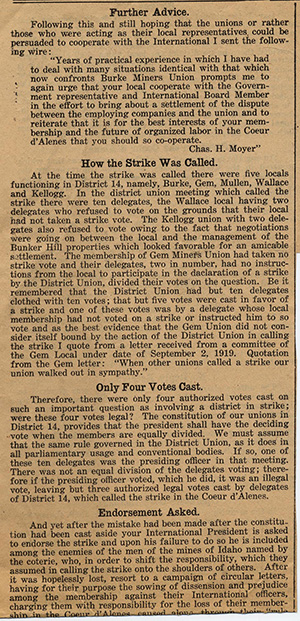 Further Advice.
Following this and still hoping that the unions or rather
those who were acting as their local representatives could be
persuaded to cooperate with the International I sent the follow-
ing wire:
"Years of practical experience in which I have had
to deal with many situations identical with that which
now confronts Burke Miners Union prompts me to
again urge that your local cooperate with the Govern-
ment representative and International Board Member
in the effort to bring about a settlement of the dispute
between the employing companies and the union and to
reiterate that it is for the best interests of your mem-
bership and the future of organized labor in the Coeur
d'Alenes that you should so co-operate.
Chas. H. Moyer"
How the Strike Was Called.
At the time the strike was called there were five locals
functioning in District 14, namely, Burke, Gem, Mullen, Wallace
and Kellogg. In the district union meeting which called the
strike there were ten delegates, the Wallace local having two
delegates who refused to vote on the grounds that their local
had not taken a strike vote. The Kellogg union with two dele-
gates also refused to vote owing to the fact that negotiations
were going on between the local and the management of the
Bunker Hill properties which looked favorable for an amicable
settlement. The membership of Gem Miners Union had taken no
strike vote and their delegates, two in number, had no instruc-
tions from the local to participate in the daclaration of a strike
by the District Union, divided their votes on the question. Be it
remembered that the District Union had but ten delegates
clothed with ten votes; that but five votes were cast in favor of
a strike and one of these votes was by a delegate whose local
membership had not voted on a strike or instructed him to so
vote and as the best evidence that the Gem Union did not con-
sider itself bound by the action of the District Union in calling
the strike I quote from a letter received from a committee of
the Gem Local under date of September 2, 1919. Quotation
from the Gem letter: "When other unions called a strike our
union walked out in sympathy."
Only Four Votes Cast.
Therefore, there were only four authorized votes cast on
such an important question as involving a district in strike;
were these four votes legal? The constitution of our unions in
District 14, provides that the president shall have the deciding
vote when the members are equally divided. We must assume
that the same rule governed in the District Union, as it does in
all parliamentary usage and conventional bodies. If so, one of
these ten delegates was the presiding officer in that meeting.
There was not an equal division of the delegates voting; there-
fore if the presiding officer voted, which he did, it was an illegal
vote, leaving but three authorized legal votes cast by delegates
of District 14, which called the strike in the Coeur d'Alenes.
Endorsement Asked.
And yet after the mistake had been made after the constitu-
tion had been cast aside your International President is asked
to endorse the strike and upon his failure to do so he is included
among the enemies of the men of the mines of Idaho named by
the coterie, who, in order to shift the responsibility, which they
assumed in calling the strike onto the shoulders of others. After
it was hopelessly lost, resort to a campaign of circular letters,
having for their purpose the sowing of dissension and prejudice
among the membership against their International officers,
charging them with responsibility for the loss of their member-
ship in the Coeur d'Alenes caused alone, through their